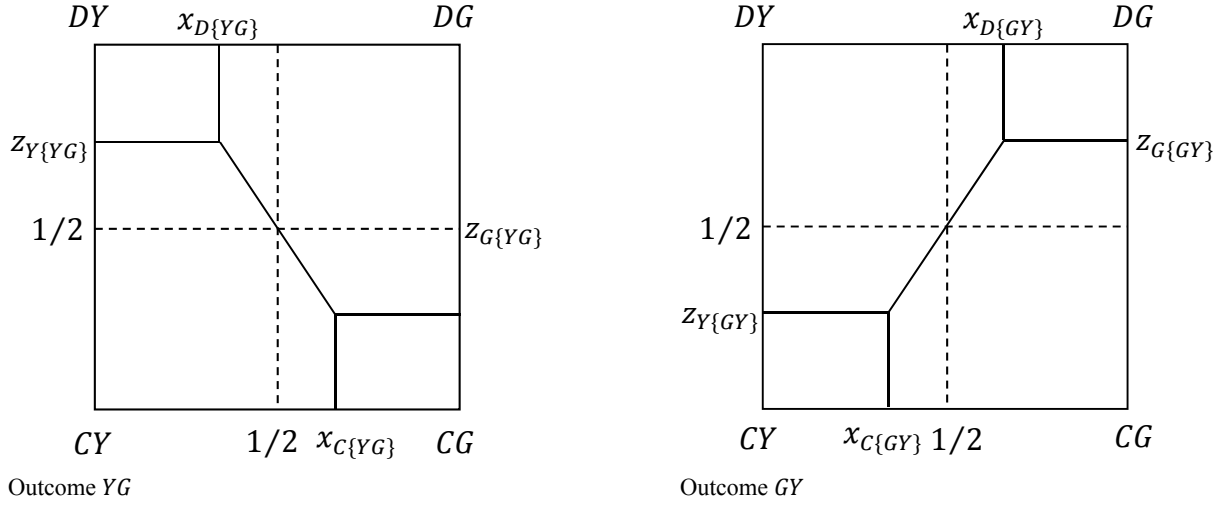 DY x_{D{YG}} DG
z_{Y{YG}}
1/2 z_{G{YG}}
CY 1/2 x_{C{YG}} CG
Outcome YG
DY x_{D{GY}} DG
z_{G{GY}}
1/2
z_{Y{GY}}
CY x_{C{GY}} 1/2 CG
Outcome GY